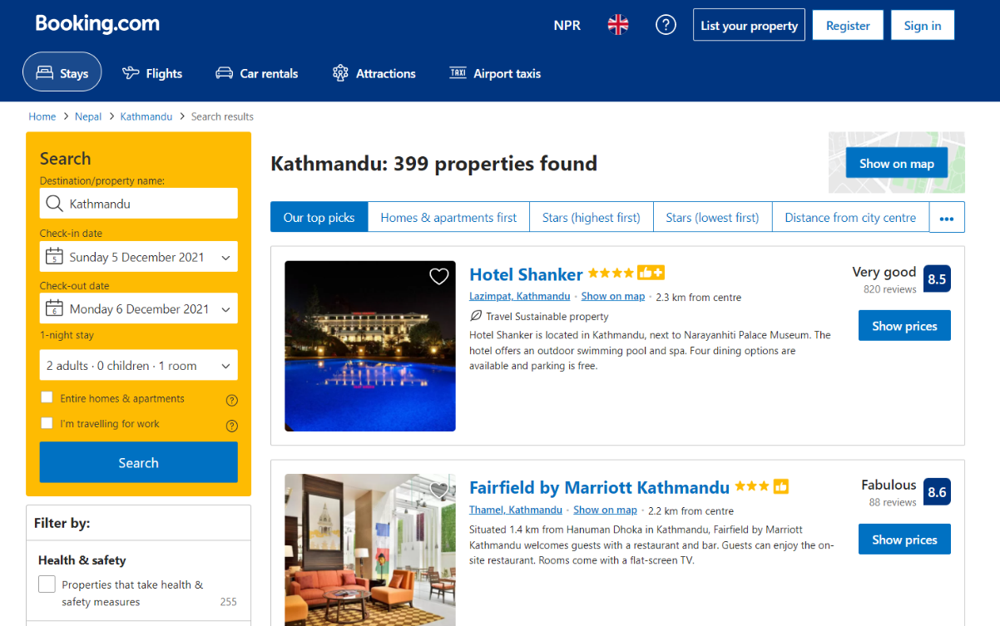 Booking.com
NPR
?
List your property
Register
Sign in
Stays
Flights
Car rentals
Attractions
TAXI
Airport taxis
Home > Nepal > Kathmandu > Search results
Search
Destination/property name:
Kathmandu
Check-in date
5
Sunday 5 December 2021
Check-out date
6
Monday 6 December 2021
1-night stay
2 adults · 0 children · 1 room
Entire homes & apartments
?
I'm travelling for work
?
Search
Filter by:
Health & safety
Properties that take health &
safety measures 255
Kathmandu: 399 properties found
Show on map
Our top picks
Homes & apartments first
Stars (highest first)
Stars (lowest first)
Distance from city centre
•••
Hotel Shanker
Lazimpat, Kathmandu · Show on map · 2.3 km from centre
Travel Sustainable property
Hotel Shanker is located in Kathmandu, next to Narayanhiti Palace Museum. The
hotel offers an outdoor swimming pool and spa. Four dining options are
available and parking is free.
Very good
820 reviews
8.5
Show prices
Fairfield by Marriott Kathmandu
Thamel, Kathmandu · Show on map · 2.2 km from centre
Situated 1.4 km from Hanuman Dhoka in Kathmandu, Fairfield by Marriott
Kathmandu welcomes guests with a restaurant and bar. Guests can enjoy the on-
site restaurant. Rooms come with a flat-screen TV.
Fabulous
88 reviews
8.6
Show prices